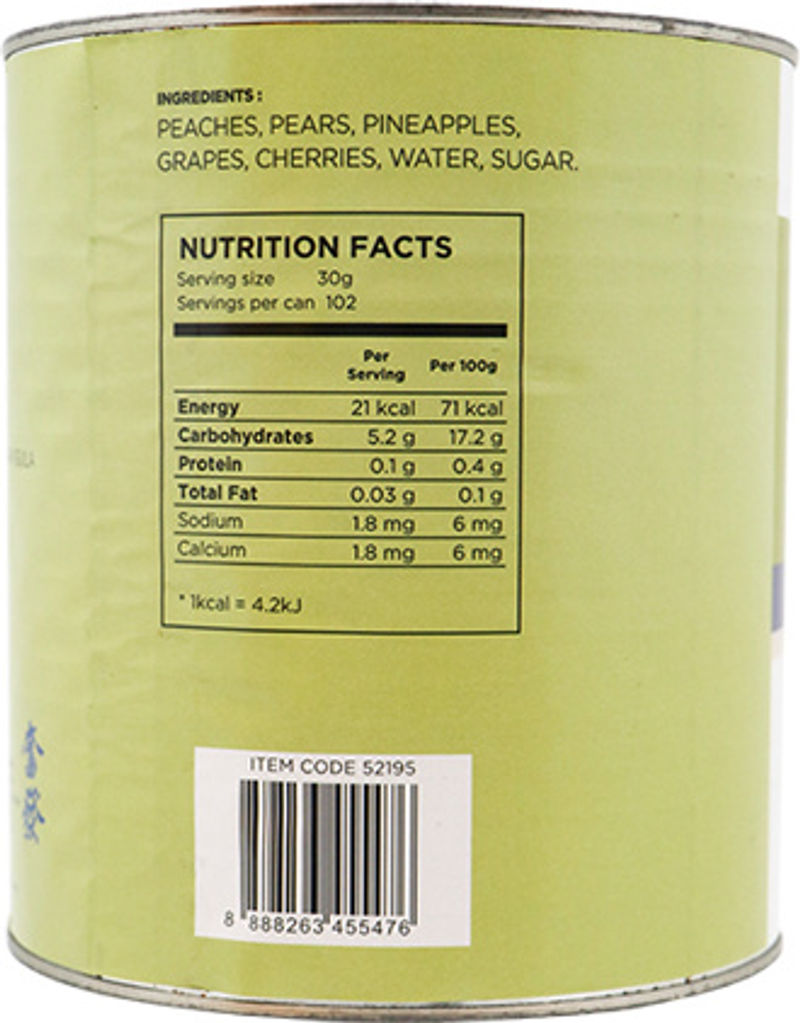 INGREDIENTS :
PEACHES, PEARS, PINEAPPLES,
GRAPES, CHERRIES, WATER, SUGAR.
NUTRITION FACTS
Serving size 30g
Servings per can 102
Per Serving Per 100g
Energy 21 kcal 71 kcal
Carbohydrates 5.2 g 17.2 g
Protein 0.1 g 0.4 g
Total Fat 0.03 g 0.1 g
Sodium 1.8 mg 6 mg
Calcium 1.8 mg 6 mg
* 1kcal = 4.2kJ
ITEM CODE 52195
8 888263 455476